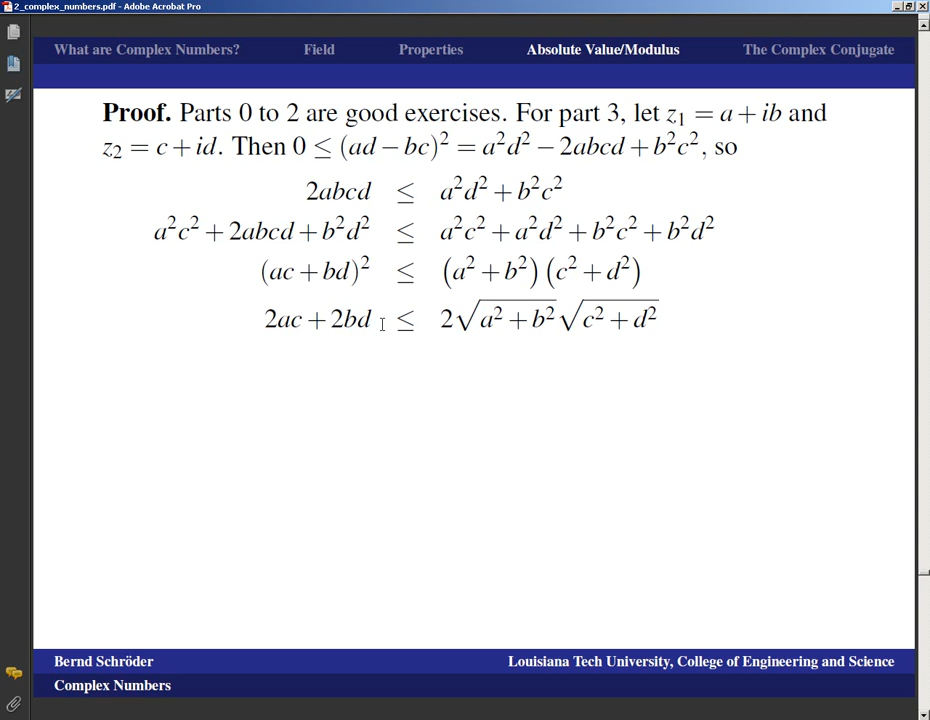 2_complex_numbers.pdf - Adobe Acrobat Pro
What are Complex Numbers? Field Properties Absolute Value/Modulus The Complex Conjugate
Proof. Parts 0 to 2 are good exercises. For part 3, let z₁ = a + ib and
z₂ = c + id. Then 0 ≤ (ad − bc)² = a²d² − 2abcd + b²c², so
2abcd ≤ a²d² + b²c²
a²c² + 2abcd + b²d² ≤ a²c² + a²d² + b²c² + b²d²
(ac + bd)² ≤ (a² + b²)(c² + d²)
2ac + 2bd ≤ 2√(a² + b²)√(c² + d²)
Bernd Schröder Louisiana Tech University, College of Engineering and Science
Complex Numbers